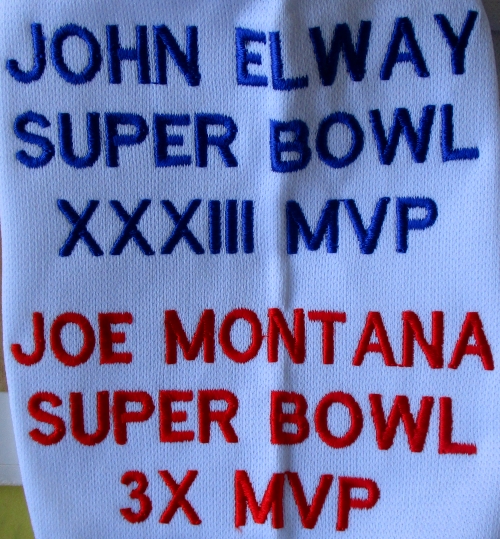 JOHN ELWAY
SUPER BOWL
XXXIII MVP
JOE MONTANA
SUPER BOWL
3X MVP